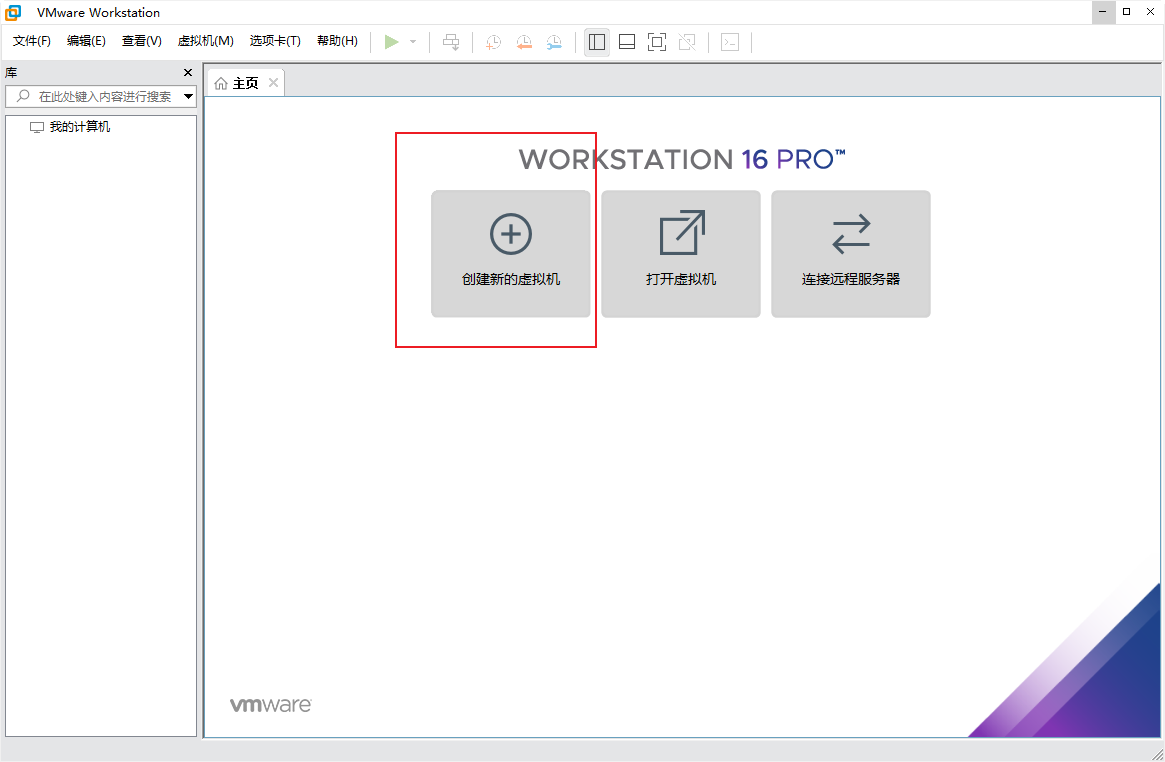 VMware Workstation
文件(F) 编辑(E) 查看(V) 虚拟机(M) 选项卡(T) 帮助(H)
库
在此处键入内容进行搜索
我的计算机
主页
WORKSTATION 16 PRO™
创建新的虚拟机
打开虚拟机
连接远程服务器
vmware